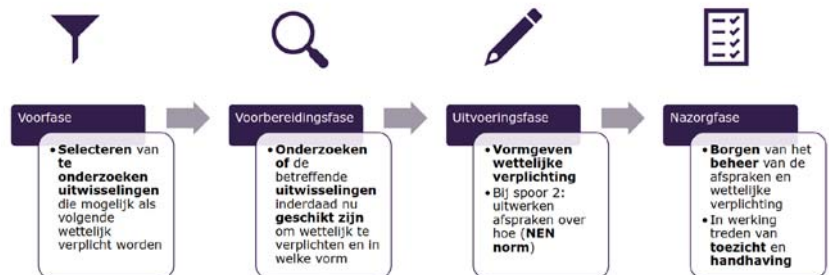 Voorfase
• Selecteren van
te
onderzoeken
uitwisselingen
die mogelijk als
volgende
wettelijk
verplicht worden
Voorbereidingsfase
• Onderzoeken
of de
betreffende
uitwisselingen
inderdaad nu
geschikt zijn
om wettelijk te
verplichten en in
welke vorm
Uitvoeringsfase
• Vormgeven
wettelijke
verplichting
• Bij spoor 2:
uitwerken
afspraken over
hoe (NEN
norm)
Nazorgfase
• Borgen van het
beheer van de
afspraken en
wettelijke
verplichting
• In werking
treden van
toezicht en
handhaving